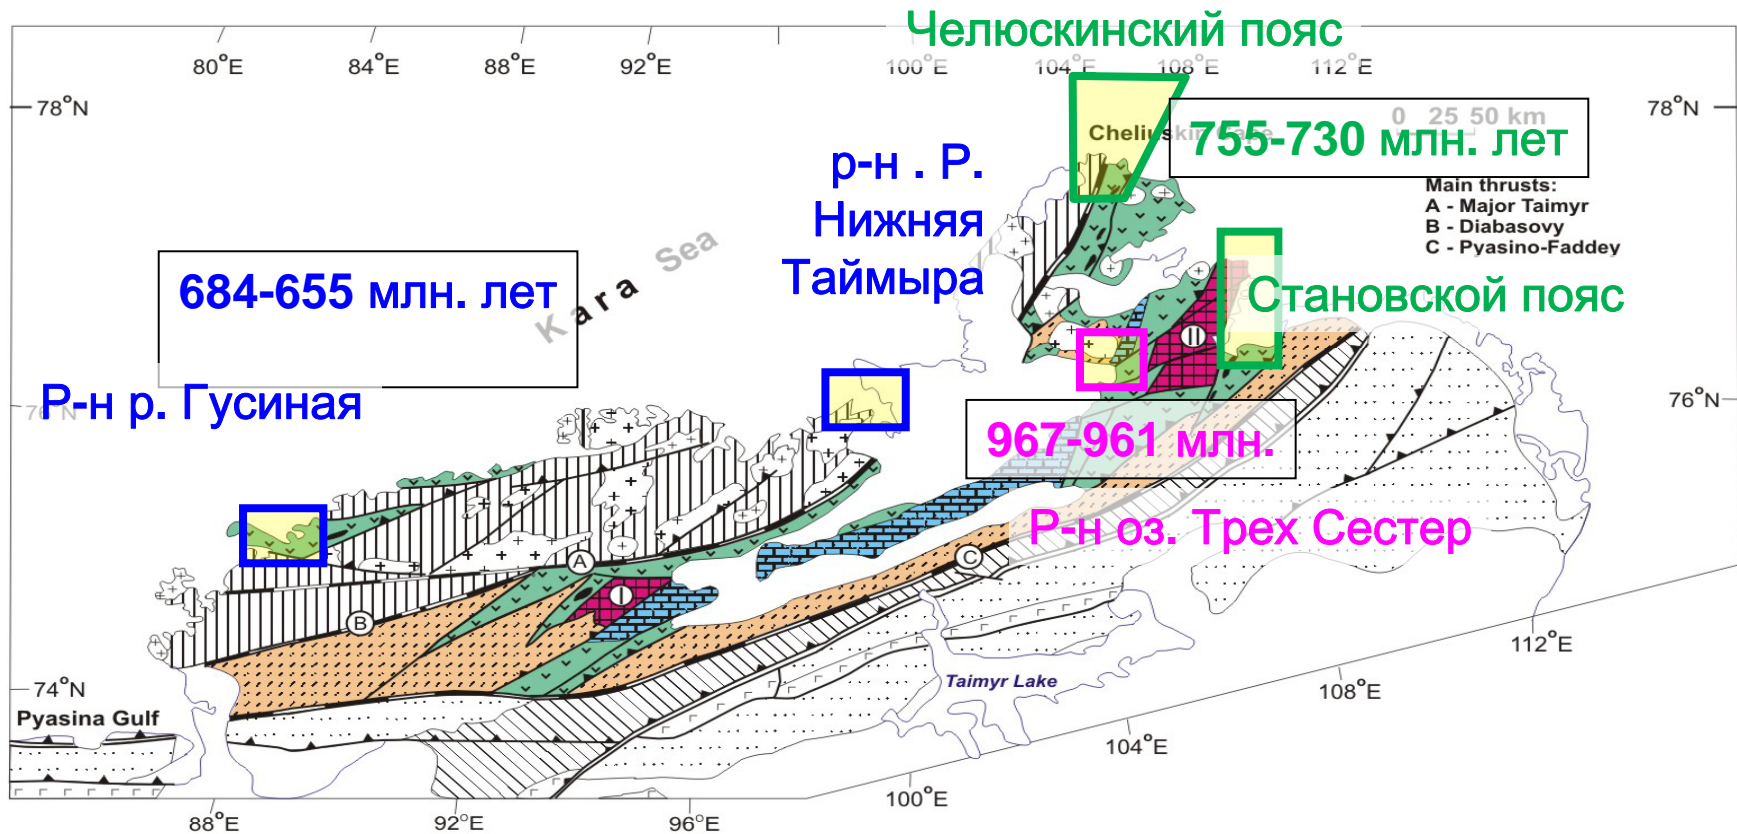 Челюскинский пояс
80°E 84°E 88°E 92°E 100°E 104°E 108°E 112°E
78°N 78°N
0 25 50 km
Cheliuskin Cape
755-730 млн. лет
р-н . Р.
Нижняя
Таймыра
Main thrusts:
A - Major Taimyr
B - Diabasovy
C - Pyasino-Faddey
Kara Sea
684-655 млн. лет
Становской пояс
II
Р-н р. Гусиная
76°N 76°N
967-961 млн.
Р-н оз. Трех Сестер
A
C
I
B
112°E
74°N
Taimyr Lake
108°E
Pyasina Gulf
104°E
100°E
88°E 92°E 96°E